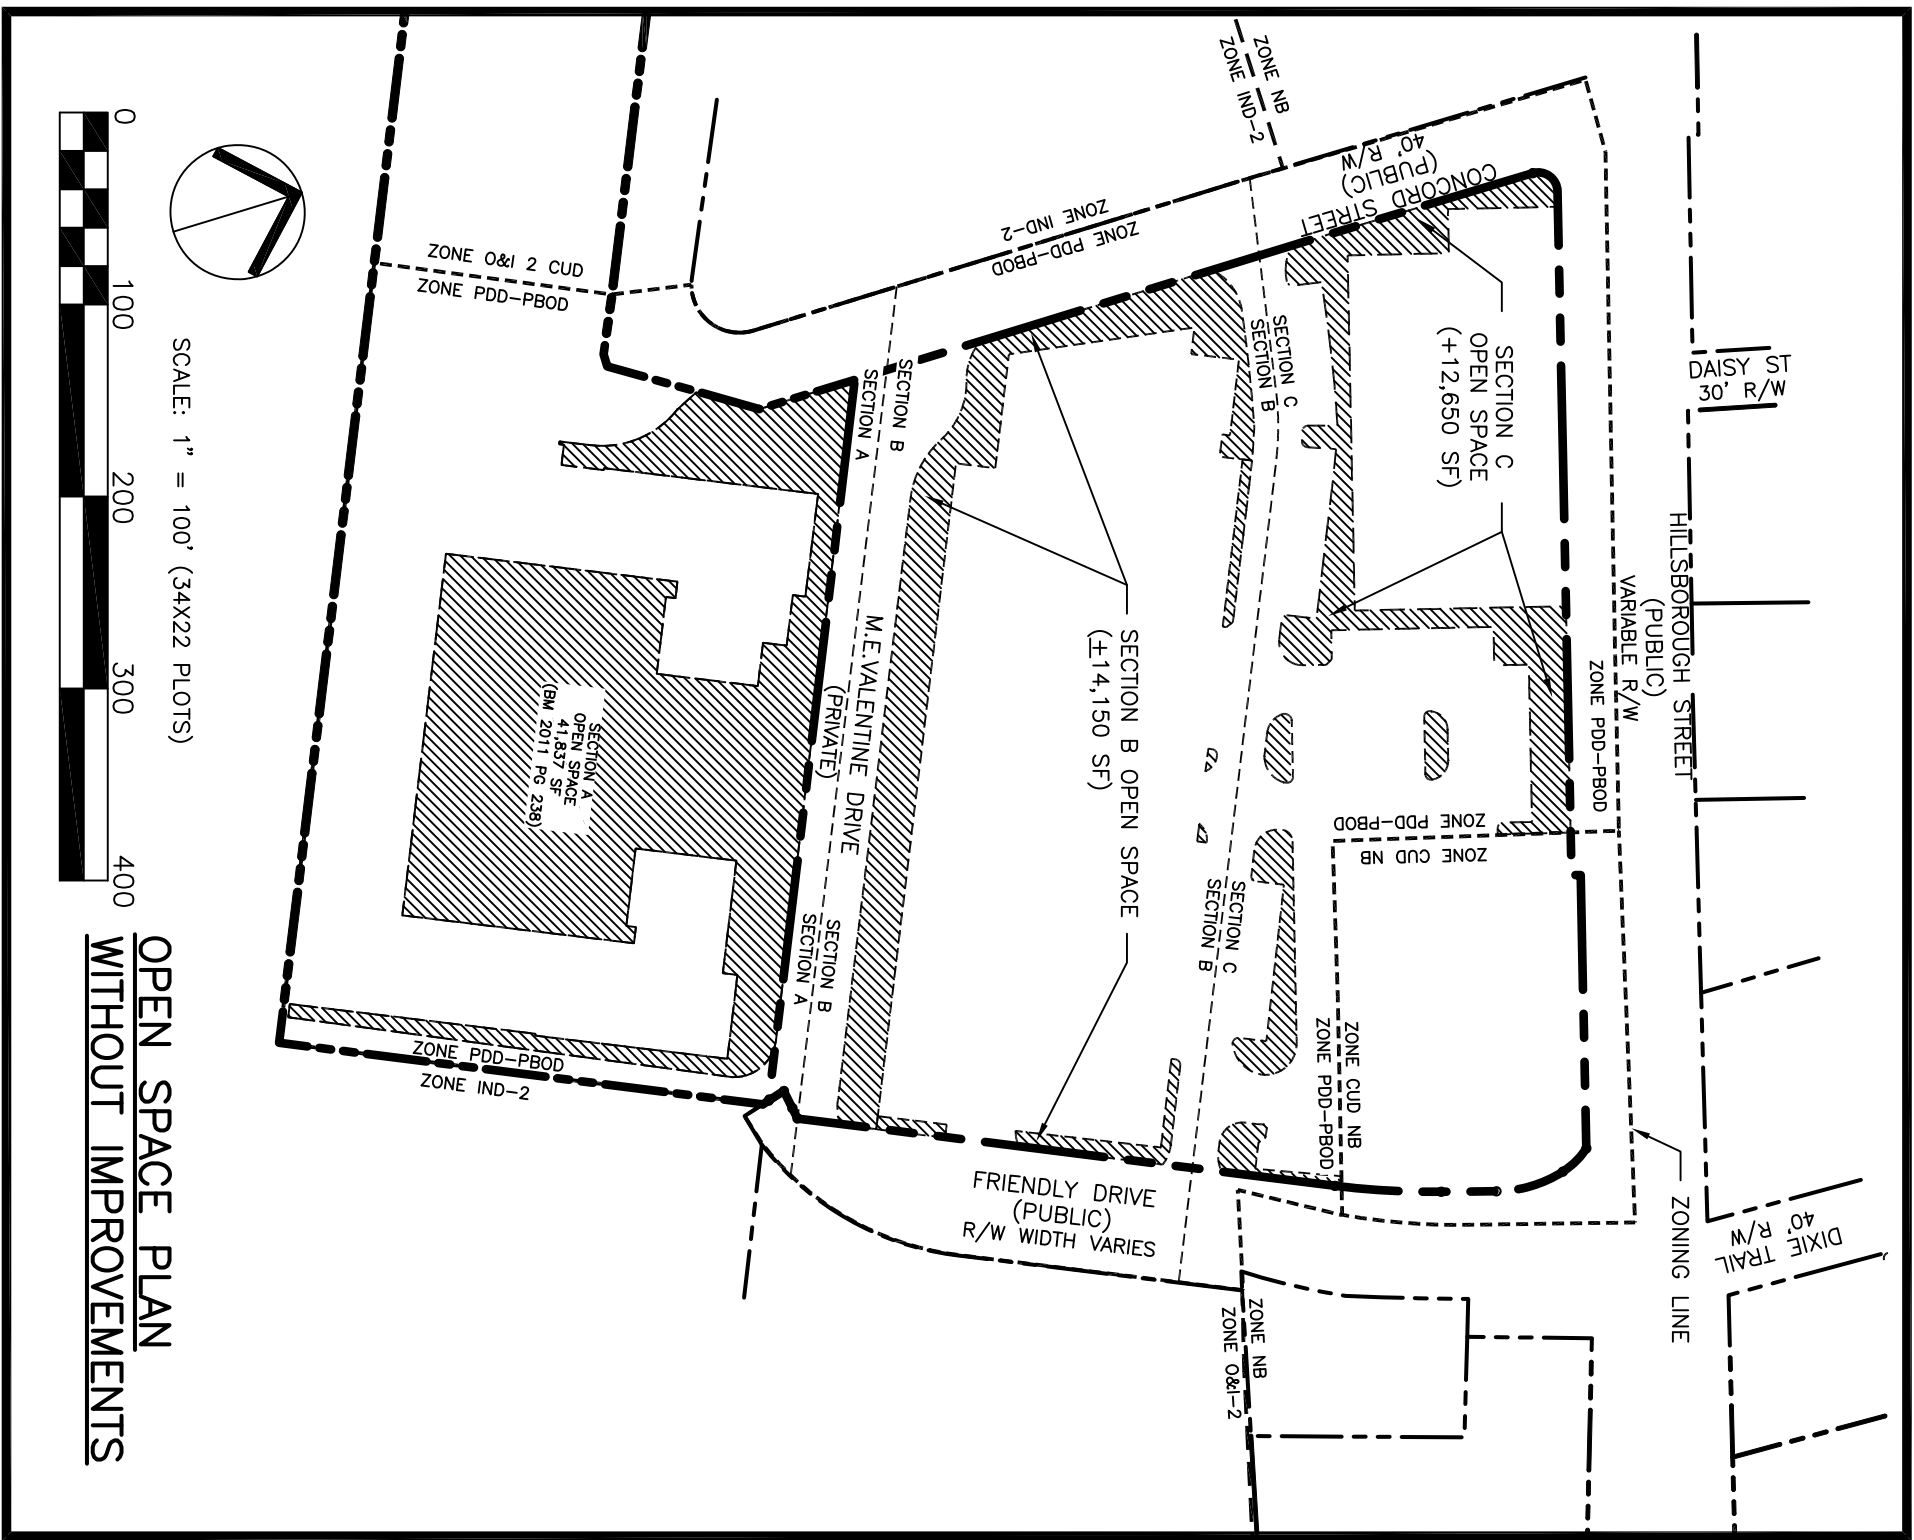 DAISY ST
30' R/W
HILLSBOROUGH STREET
(PUBLIC)
VARIABLE R/W
DIXIE TRAIL
40' R/W
ZONING LINE
ZONE NB
ZONE IND-2
CONCORD STREET
(PUBLIC)
40' R/W
ZONE IND-2
ZONE PDD-PBOD
SECTION C
OPEN SPACE
(+12,650 SF)
ZONE PDD-PBOD
ZONE PDD-PBOD
ZONE CUD NB
ZONE CUD NB
ZONE PDD-PBOD
SECTION C
SECTION B
SECTION C
SECTION B
SECTION B OPEN SPACE
(±14,150 SF)
FRIENDLY DRIVE
(PUBLIC)
R/W WIDTH VARIES
ZONE NB
ZONE O&I-2
SECTION B
SECTION A
M.E.VALENTINE DRIVE
(PRIVATE)
SECTION B
SECTION A
SECTION A
OPEN SPACE
41,837 SF
(BM 2011 PG 238)
ZONE O&I 2 CUD
ZONE PDD-PBOD
ZONE PDD-PBOD
ZONE IND-2
SCALE: 1" = 100' (34X22 PLOTS)
0 100 200 300 400
OPEN SPACE PLAN
WITHOUT IMPROVEMENTS